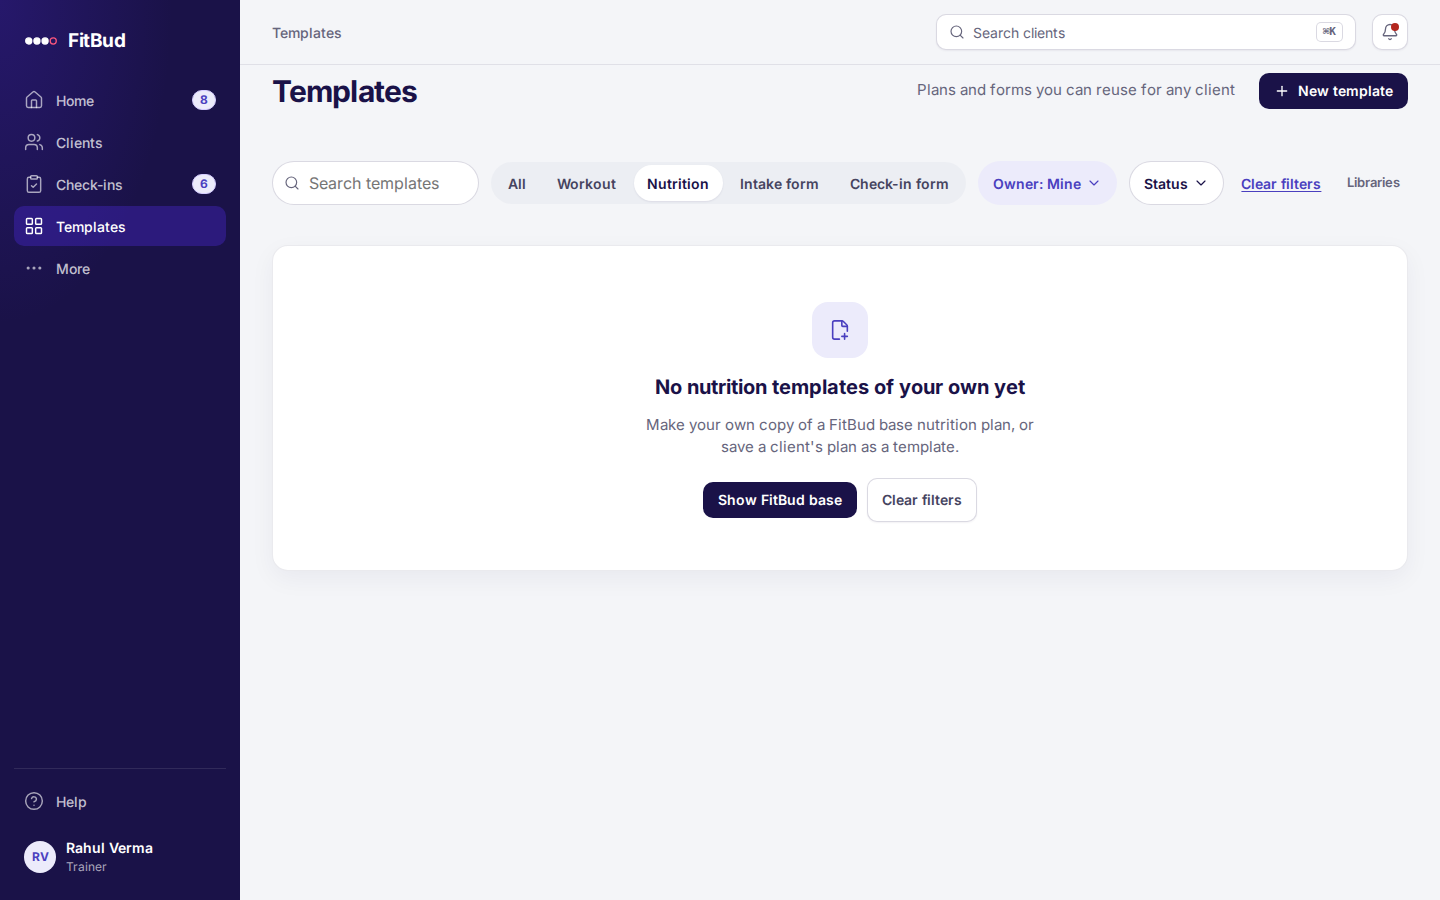 FitBud
Home 8
Clients
Check-ins 6
Templates
More
Help
RV Rahul Verma
Trainer
Templates
Search clients ⌘K
Templates
Plans and forms you can reuse for any client
New template
Search templates
All Workout Nutrition Intake form Check-in form
Owner: Mine
Status
Clear filters
Libraries
No nutrition templates of your own yet
Make your own copy of a FitBud base nutrition plan, or
save a client's plan as a template.
Show FitBud base
Clear filters